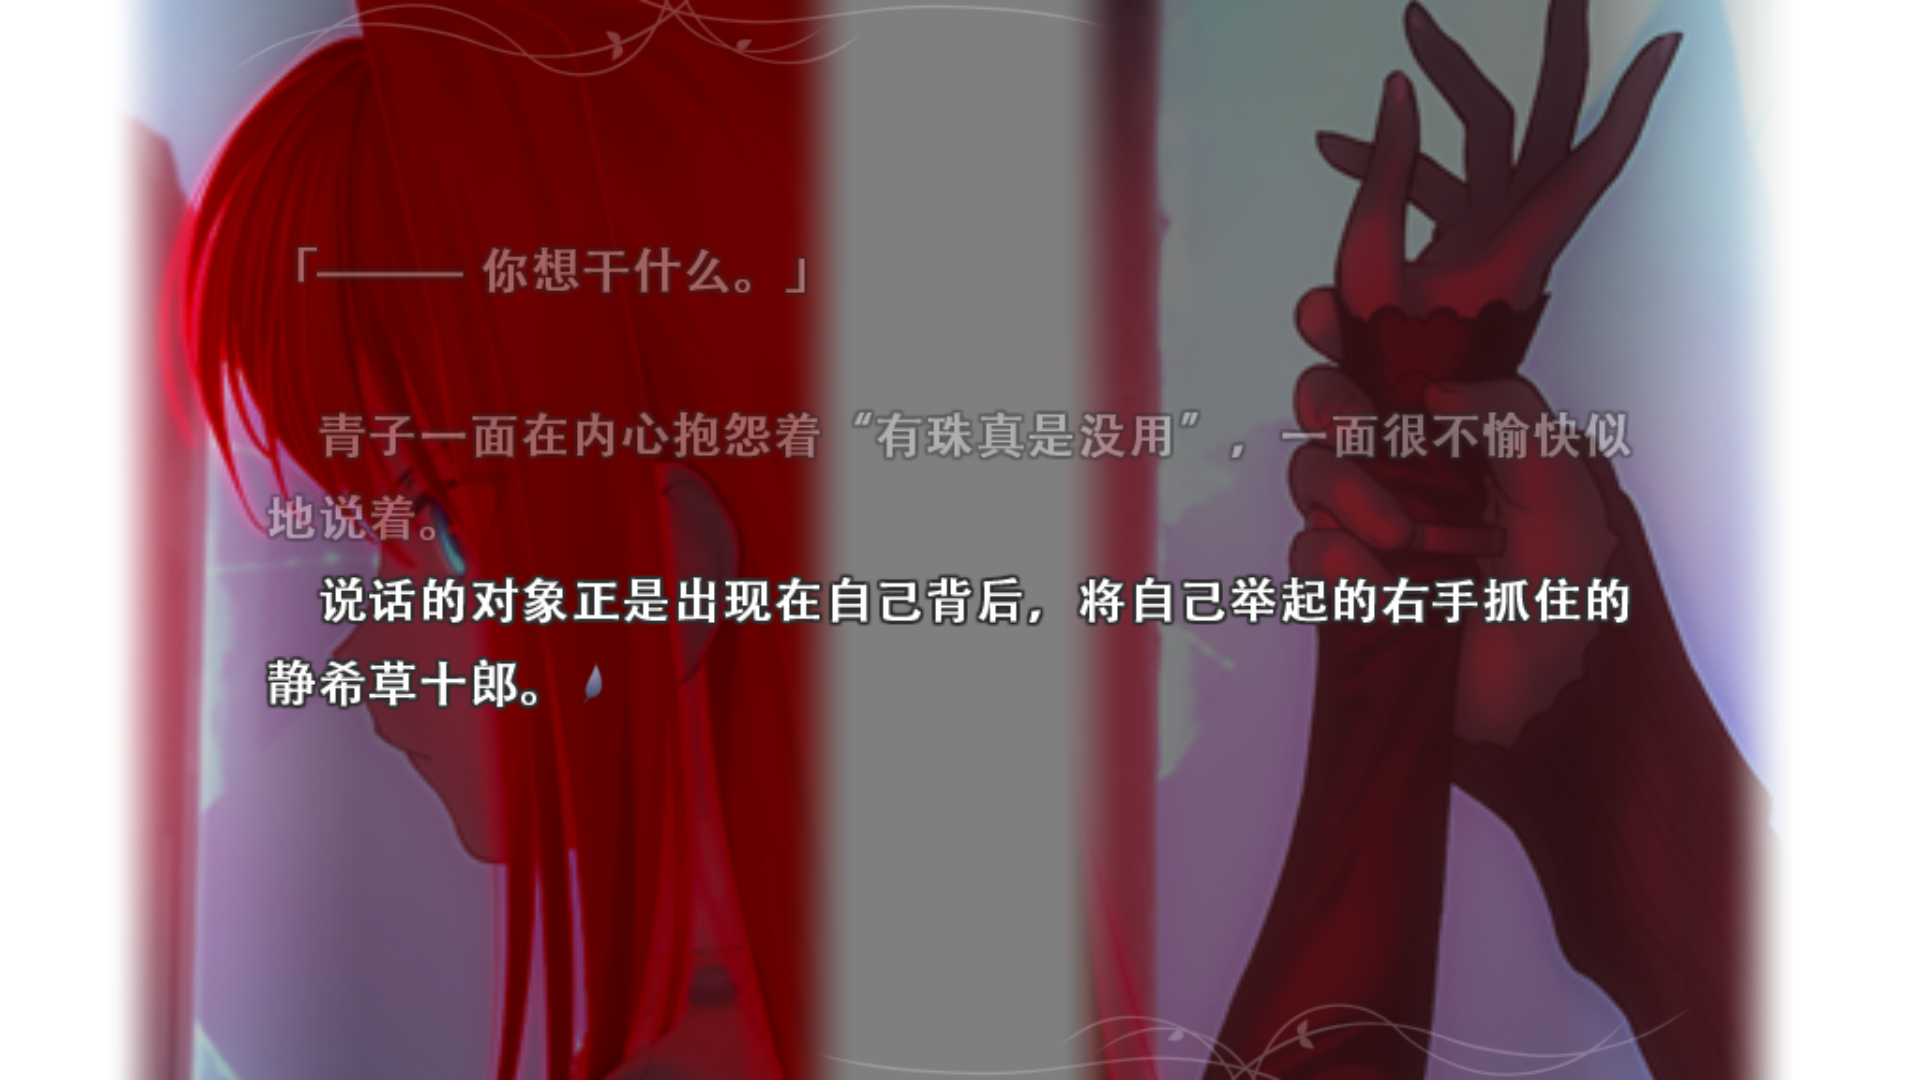 「——— 你想干什么。」
青子一面在内心抱怨着“有珠真是没用”，一面很不愉快似
地说着。
说话的对象正是出现在自己背后，将自己举起的右手抓住的
静希草十郎。